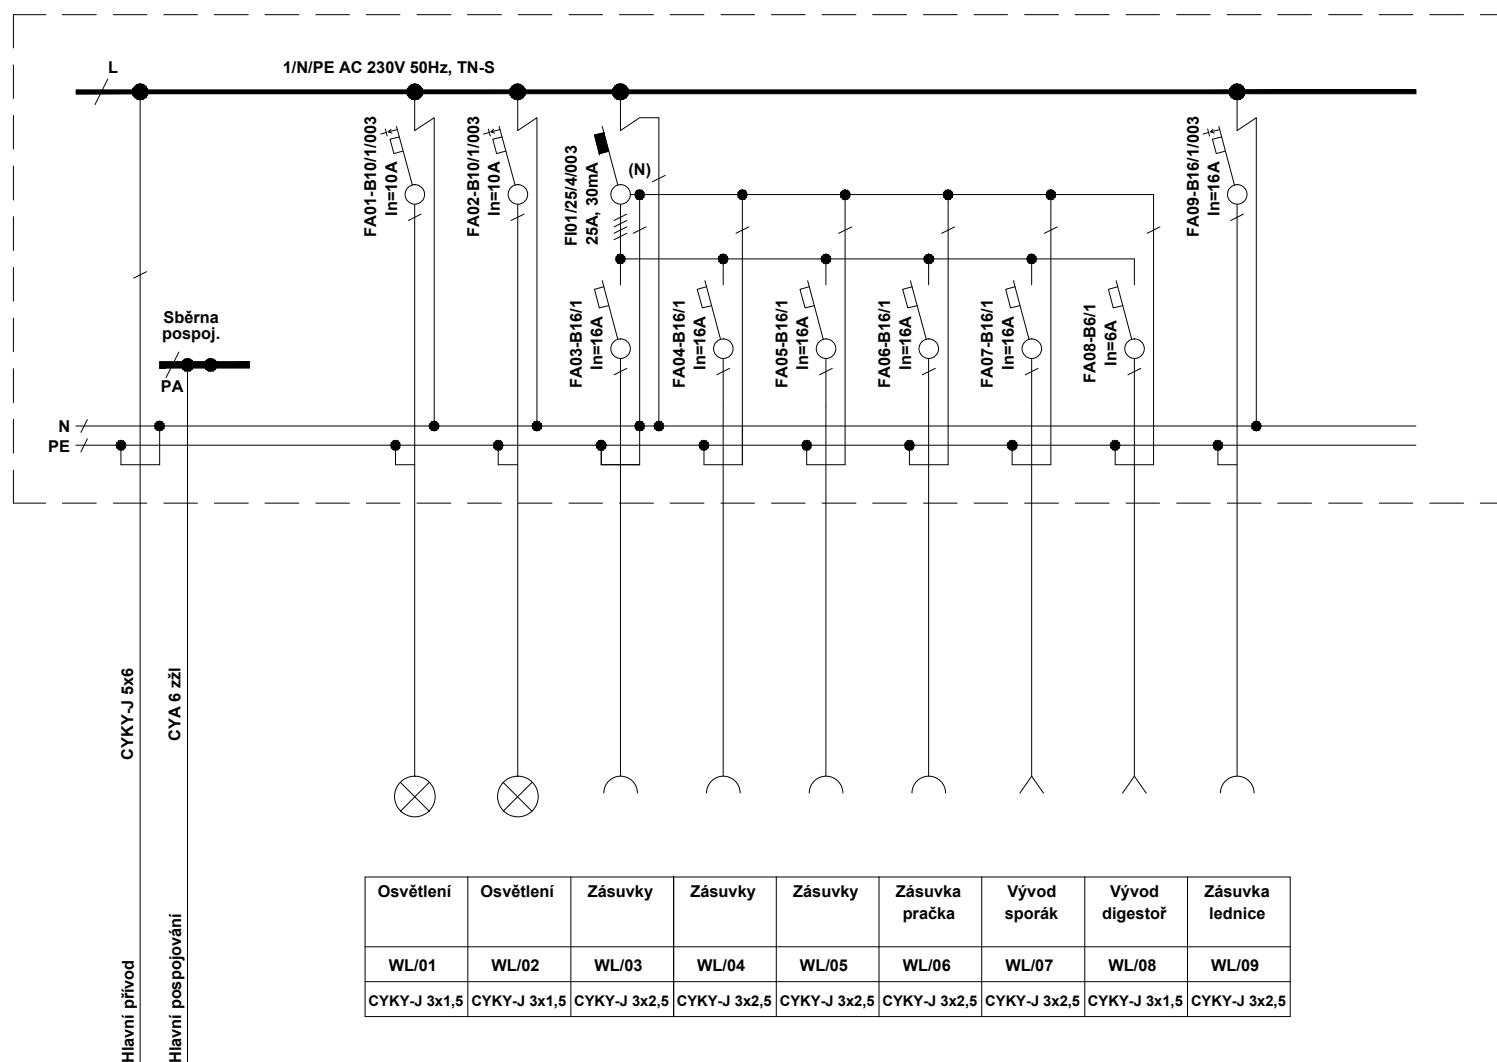 L
1/N/PE AC 230V 50Hz, TN-S
FA01-B10/1/003
In=10A
FA02-B10/1/003
In=10A
FI01/25/4/003
25A, 30mA
(N)
FA09-B16/1/003
In=16A
FA03-B16/1
In=16A
FA04-B16/1
In=16A
FA05-B16/1
In=16A
FA06-B16/1
In=16A
FA07-B16/1
In=16A
FA08-B6/1
In=6A
Sběrna
pospoj.
PA
N
PE
CYKY-J 5x6
CYA 6 zžl
Hlavní přívod
Hlavní pospojování
Osvětlení
Osvětlení
Zásuvky
Zásuvky
Zásuvky
Zásuvka
pračka
Vývod
sporák
Vývod
digestoř
Zásuvka
lednice
WL/01
WL/02
WL/03
WL/04
WL/05
WL/06
WL/07
WL/08
WL/09
CYKY-J 3x1,5
CYKY-J 3x1,5
CYKY-J 3x2,5
CYKY-J 3x2,5
CYKY-J 3x2,5
CYKY-J 3x2,5
CYKY-J 3x2,5
CYKY-J 3x1,5
CYKY-J 3x2,5